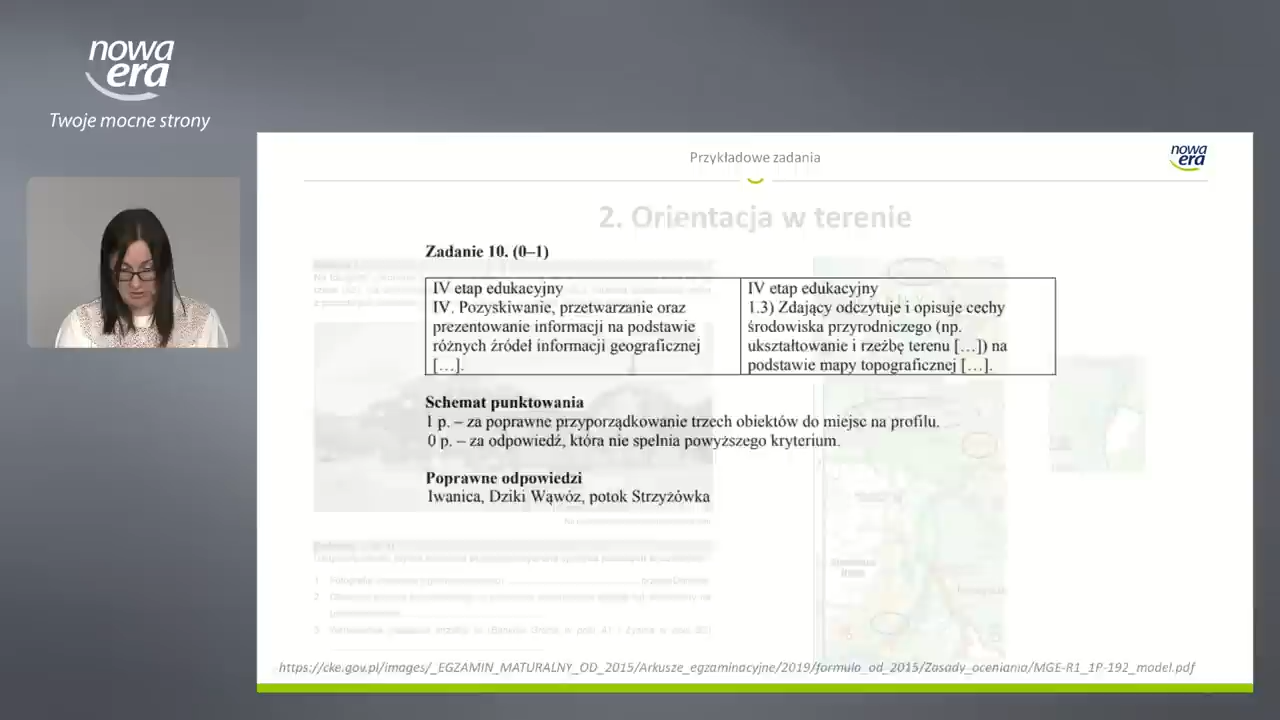 nowa
era
Twoje mocne strony
Przykładowe zadania
nowa
era
2. Orientacja w terenie
Zadanie 10. (0–1)
IV etap edukacyjny
IV. Pozyskiwanie, przetwarzanie oraz
prezentowanie informacji na podstawie
różnych źródeł informacji geograficznej
[…].
IV etap edukacyjny
1.3) Zdający odczytuje i opisuje cechy
środowiska przyrodniczego (np.
ukształtowanie i rzeźbę terenu […]) na
podstawie mapy topograficznej […].
Schemat punktowania
1 p. – za poprawne przyporządkowanie trzech obiektów do miejsc na profilu.
0 p. – za odpowiedź, która nie spełnia powyższego kryterium.
Poprawne odpowiedzi
Iwanica, Dziki Wąwóz, potok Strzyżówka
https://cke.gov.pl/images/_EGZAMIN_MATURALNY_OD_2015/Arkusze_egzaminacyjne/2019/formula_od_2015/Zasady_oceniania/MGE-R1_1P-192_model.pdf